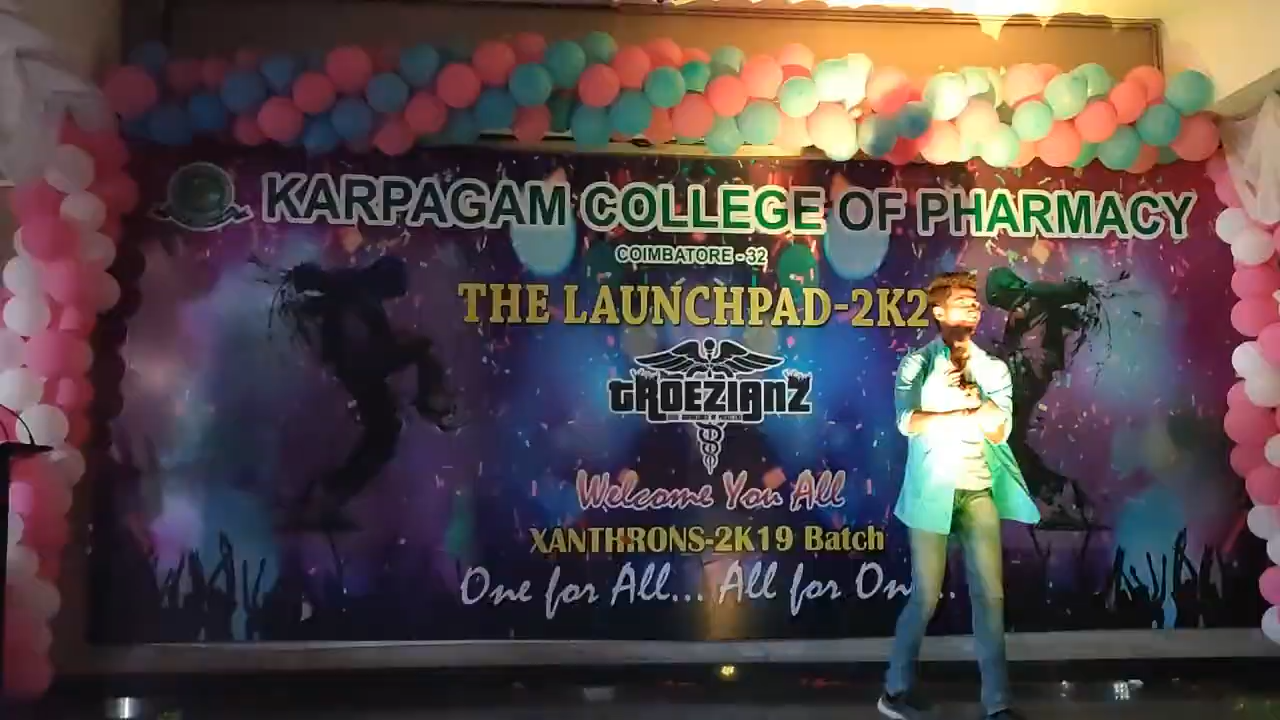 KARPAGAM COLLEGE OF PHARMACY
COIMBATORE - 32
THE LAUNCHPAD-2K2
tROEZIANZ
Welcome You All
XANTHRONS-2K19 Batch
One for All... All for On..